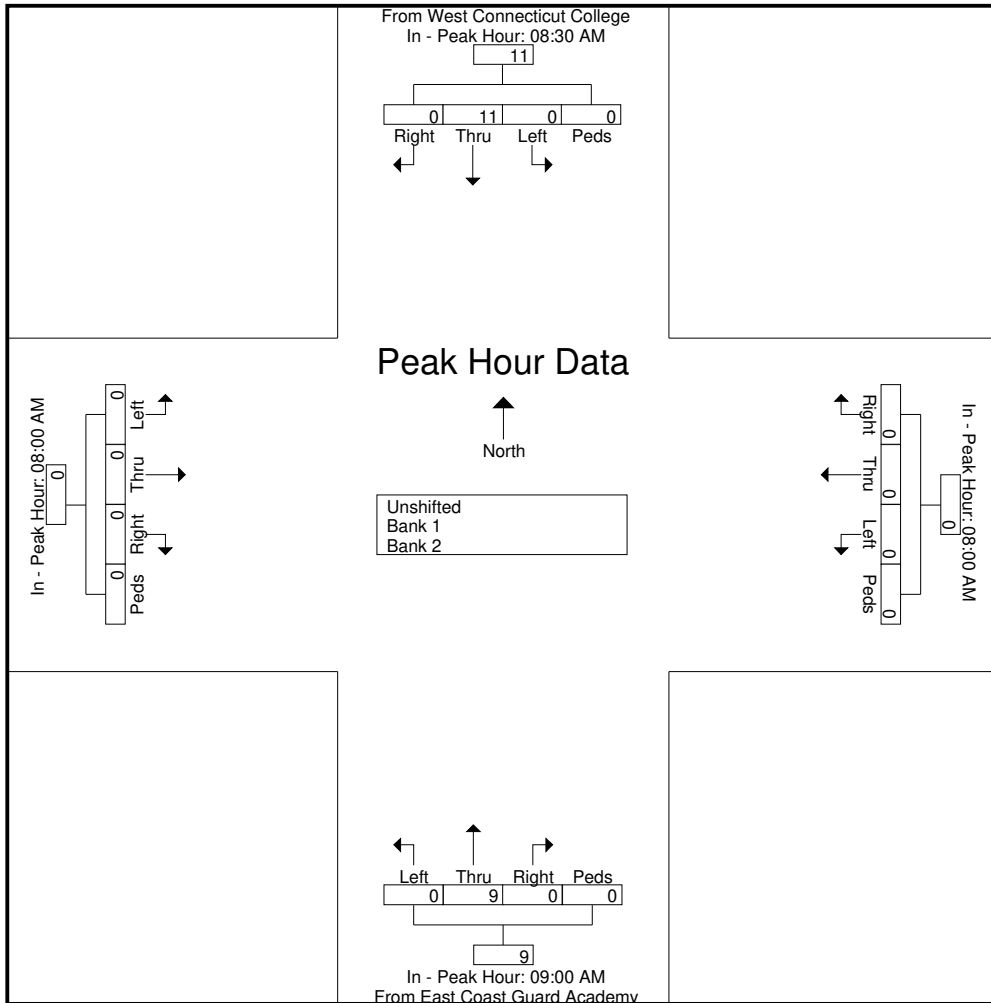 From West Connecticut College
In - Peak Hour: 08:30 AM
11
0 11 0 0
Right Thru Left Peds
Peak Hour Data
North
Unshifted
Bank 1
Bank 2
In - Peak Hour: 08:00 AM
0
0 0 0 0
Left Thru Right Peds
Right Thru Left Peds
0 0 0 0
0
In - Peak Hour: 08:00 AM
Left Thru Right Peds
0 9 0 0
9
In - Peak Hour: 09:00 AM
From East Coast Guard Academy